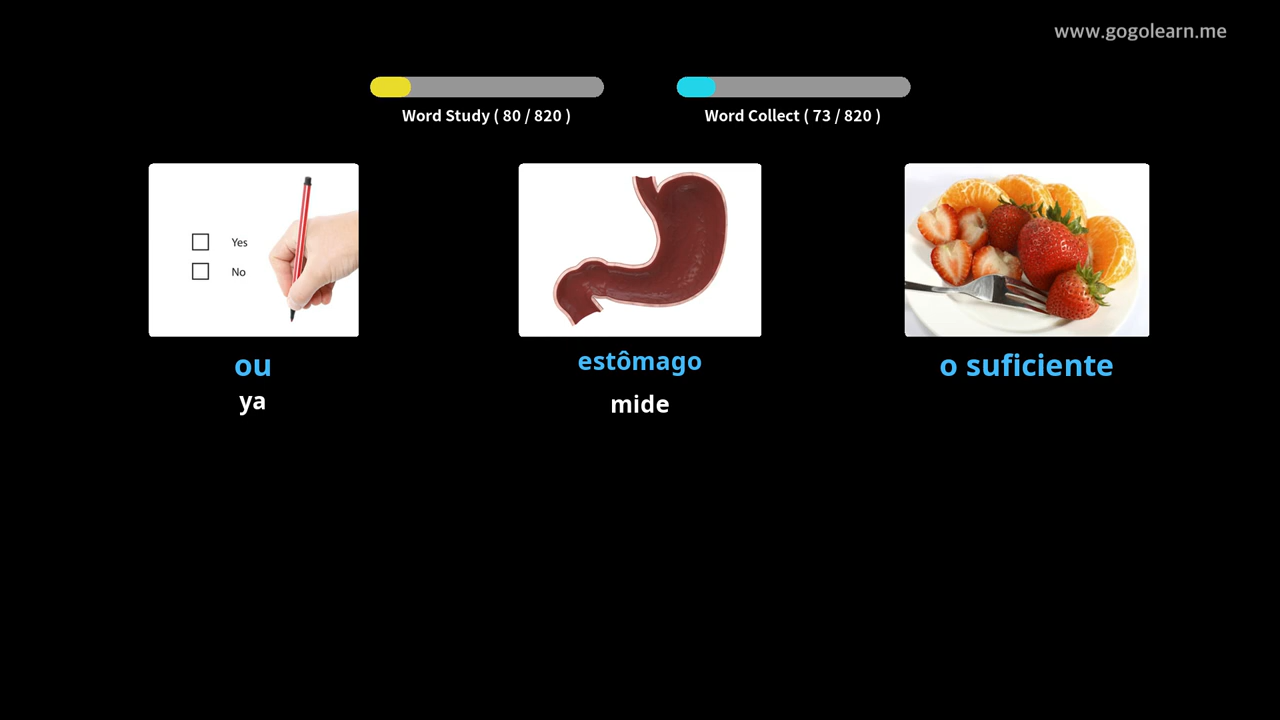 www.gogolearn.me
Word Study ( 80 / 820 )
Word Collect ( 73 / 820 )
Yes
No
ou
ya
estômago
mide
o suficiente